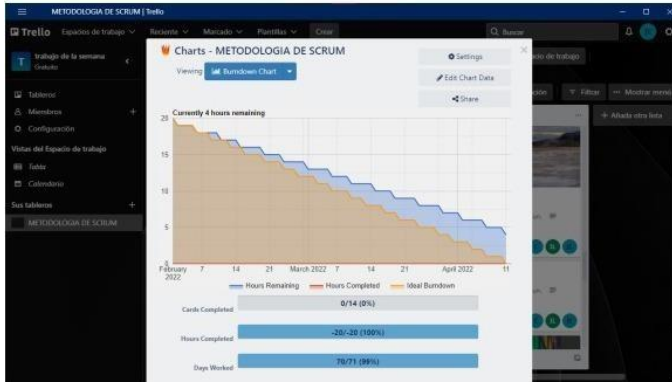 METODOLOGIA DE SCRUM | Trello
Trello Espacios de trabajo Reciente Marcado Plantillas Crear Buscar
trabajo de la semana
Gratuito
Tableros
Miembros
Configuración
Vistas del Espacio de trabajo
Tabla
Calendario
Sus tableros
METODOLOGIA DE SCRUM
Charts - METODOLOGIA DE SCRUM
Viewing Burndown Chart
Settings
Edit Chart Data
Share
Currently 4 hours remaining
20
15
10
5
0
February 2022 7 14 21 March 2022 7 14 21 April 2022 11
Hours Remaining Hours Completed Ideal Burndown
Cards Completed 0/14 (0%)
Hours Completed -20/-20 (100%)
Days Worked 70/71 (99%)
de trabajo
Filtrar Mostrar menú
+ Añada otra lista